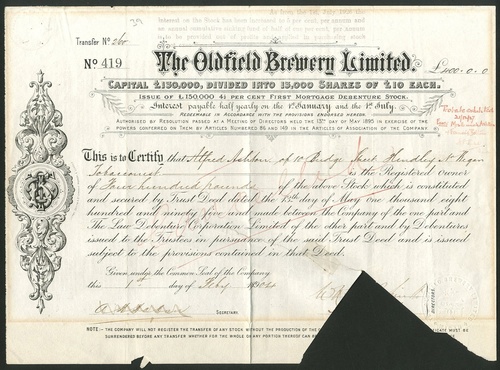 Transfer No 260
No 419
The Oldfield Brewery Limited.
£400-0-0
CAPITAL £150,000, DIVIDED INTO 15,000 SHARES OF £10 EACH.
ISSUE OF £150,000 4½ PER CENT FIRST MORTGAGE DEBENTURE STOCK.
Interest payable half yearly on the 1st January and the 1st July.
REDEEMABLE IN ACCORDANCE WITH THE PROVISIONS ENDORSED HEREON.
AUTHORISED BY RESOLUTION PASSED AT A MEETING OF DIRECTORS HELD THE 13TH DAY OF MAY 1895 IN EXERCISE OF THE
POWERS CONFERRED ON THEM BY ARTICLES NUMBERED 86 AND 149 IN THE ARTICLES OF ASSOCIATION OF THE COMPANY
This is to Certify that Alfred Ashton of 10 Bridge Street Hindley Nr Wigan
Tobacconist is the Registered Owner
of Four hundred pounds of the above Stock which is constituted
and secured by Trust Deed dated the 13th day of May one thousand eight
hundred and ninety five and made between the Company of the one part and
The Law Debenture Corporation Limited of the other part and by Debentures
issued to the Trustees in pursuance of the said Trust Deed and is issued
subject to the provisions contained in that Deed.
Given under the Common Seal of the Company
this 1st day of July 1904
SECRETARY.
DIRECTORS.
NOTE:- THE COMPANY WILL NOT REGISTER THE TRANSFER OF ANY STOCK WITHOUT THE PRODUCTION OF THE
CERTIFICATE MUST BE
SURRENDERED BEFORE ANY TRANSFER WHETHER FOR THE WHOLE OR ANY PORTION THEREOF CAN